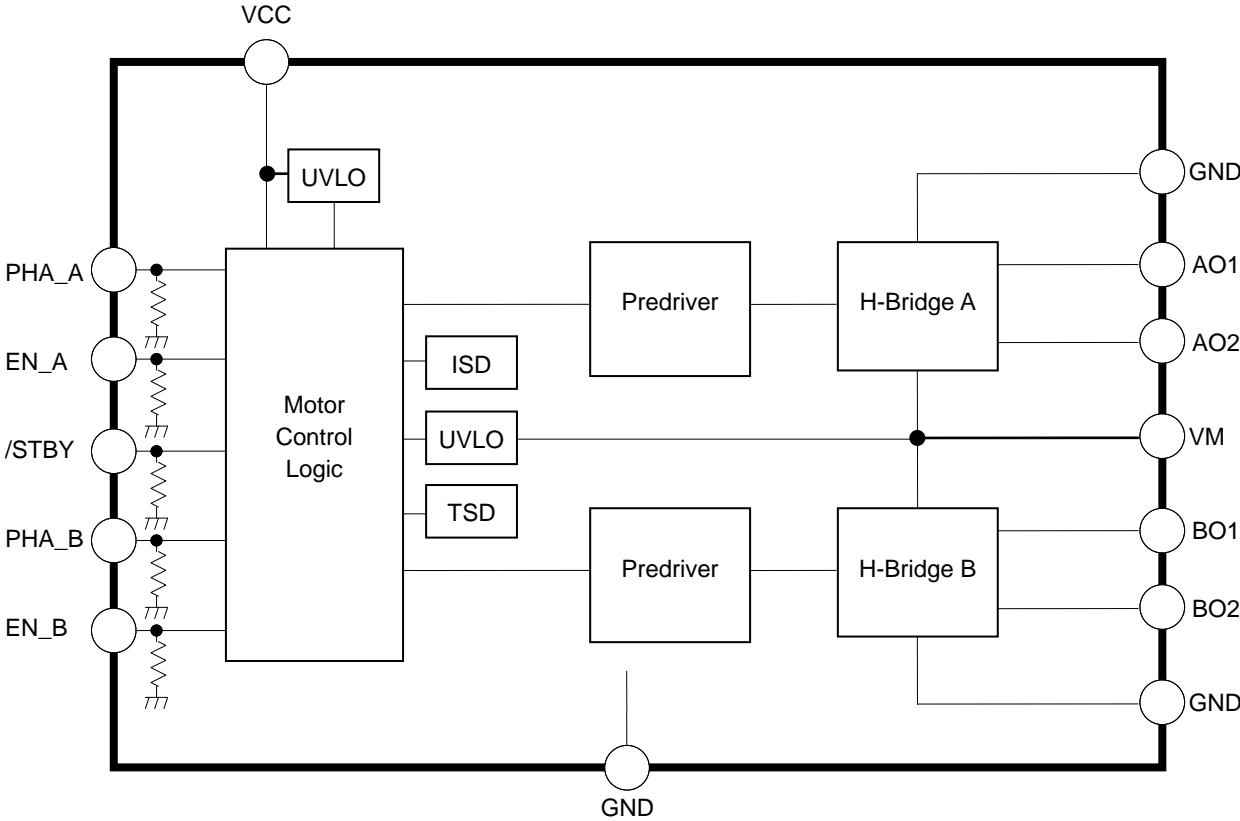 VCC
UVLO
GND
PHA_A
AO1
Predriver
H-Bridge A
EN_A
AO2
ISD
Motor
Control
Logic
/STBY
UVLO
VM
TSD
PHA_B
BO1
Predriver
H-Bridge B
BO2
EN_B
GND
GND